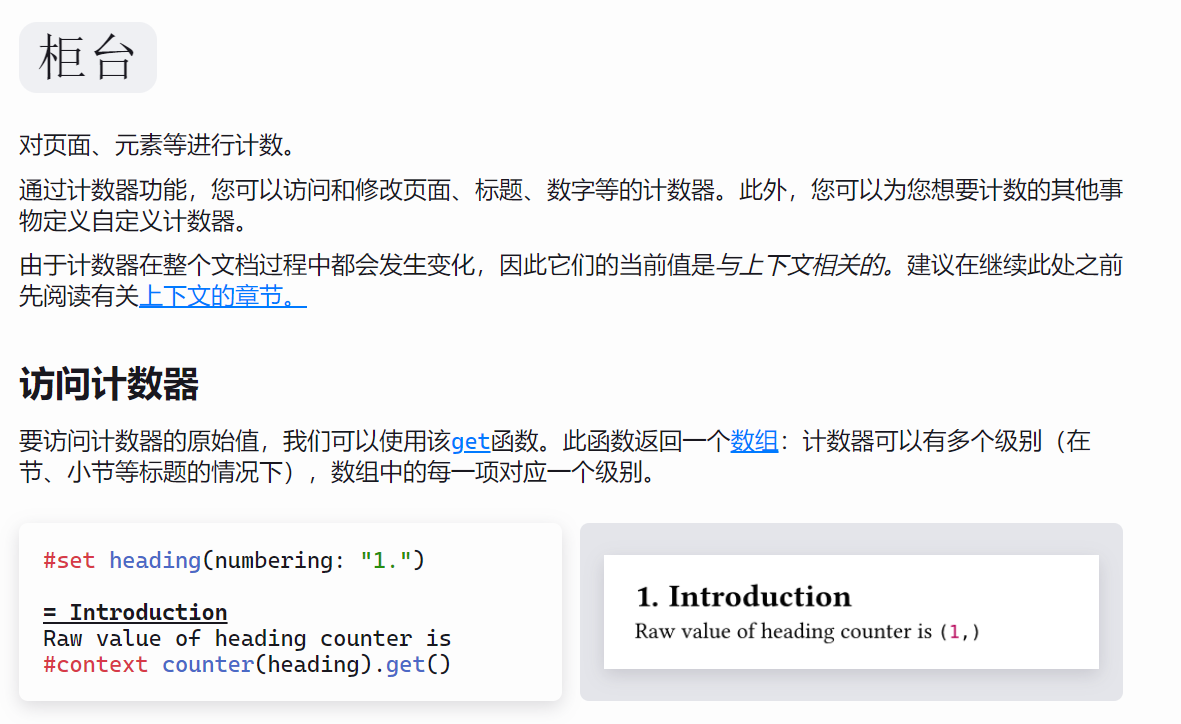 柜台
对页面、元素等进行计数。
通过计数器功能，您可以访问和修改页面、标题、数字等的计数器。此外，您可以为您想要计数的其他事
物定义自定义计数器。
由于计数器在整个文档过程中都会发生变化，因此它们的当前值是与上下文相关的。建议在继续此处之前
先阅读有关上下文的章节。
访问计数器
要访问计数器的原始值，我们可以使用该get函数。此函数返回一个数组：计数器可以有多个级别（在
节、小节等标题的情况下），数组中的每一项对应一个级别。
#set heading(numbering: "1.")
= Introduction
Raw value of heading counter is
#context counter(heading).get()
1. Introduction
Raw value of heading counter is (1,)